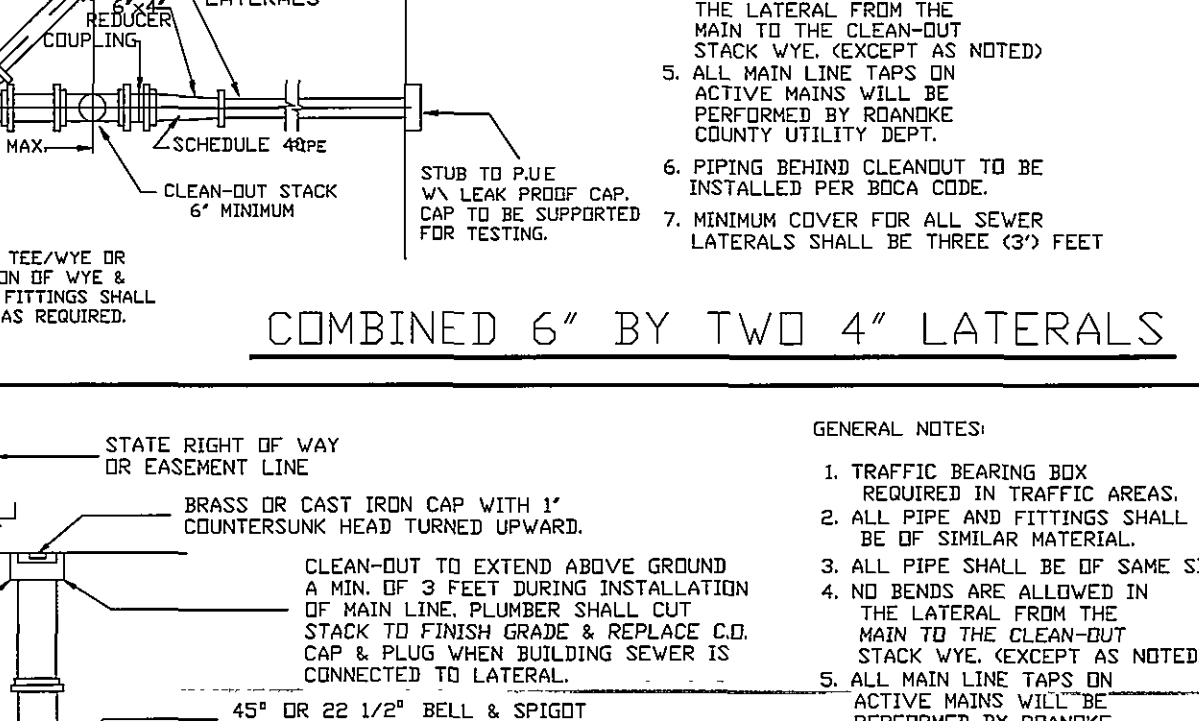 LATERALS
6"x4"
REDUCER
COUPLING
MAX.
SCHEDULE 40 PIPE
CLEAN-OUT STACK
6" MINIMUM
STUB TO P.U.E
W\ LEAK PROOF CAP.
CAP TO BE SUPPORTED
FOR TESTING.
TEE/WYE OR
ON OF WYE &
FITTINGS SHALL
AS REQUIRED.
THE LATERAL FROM THE
MAIN TO THE CLEAN-OUT
STACK WYE. (EXCEPT AS NOTED)
5. ALL MAIN LINE TAPS ON
ACTIVE MAINS WILL BE
PERFORMED BY ROANOKE
COUNTY UTILITY DEPT.
6. PIPING BEHIND CLEANOUT TO BE
INSTALLED PER BOCA CODE.
7. MINIMUM COVER FOR ALL SEWER
LATERALS SHALL BE THREE (3') FEET
COMBINED 6" BY TWO 4" LATERALS
STATE RIGHT OF WAY
OR EASEMENT LINE
BRASS OR CAST IRON CAP WITH 1"
COUNTERSUNK HEAD TURNED UPWARD.
CLEAN-OUT TO EXTEND ABOVE GROUND
A MIN. OF 3 FEET DURING INSTALLATION
OF MAIN LINE. PLUMBER SHALL CUT
STACK TO FINISH GRADE & REPLACE C.O.
CAP & PLUG WHEN BUILDING SEWER IS
CONNECTED TO LATERAL.
45° OR 22 1/2° BELL & SPIGOT
GENERAL NOTES:
1. TRAFFIC BEARING BOX
REQUIRED IN TRAFFIC AREAS.
2. ALL PIPE AND FITTINGS SHALL
BE OF SIMILAR MATERIAL.
3. ALL PIPE SHALL BE OF SAME SI
4. NO BENDS ARE ALLOWED IN
THE LATERAL FROM THE
MAIN TO THE CLEAN-OUT
STACK WYE. (EXCEPT AS NOTED
5. ALL MAIN LINE TAPS ON
ACTIVE MAINS WILL BE
PERFORMED BY ROANOKE